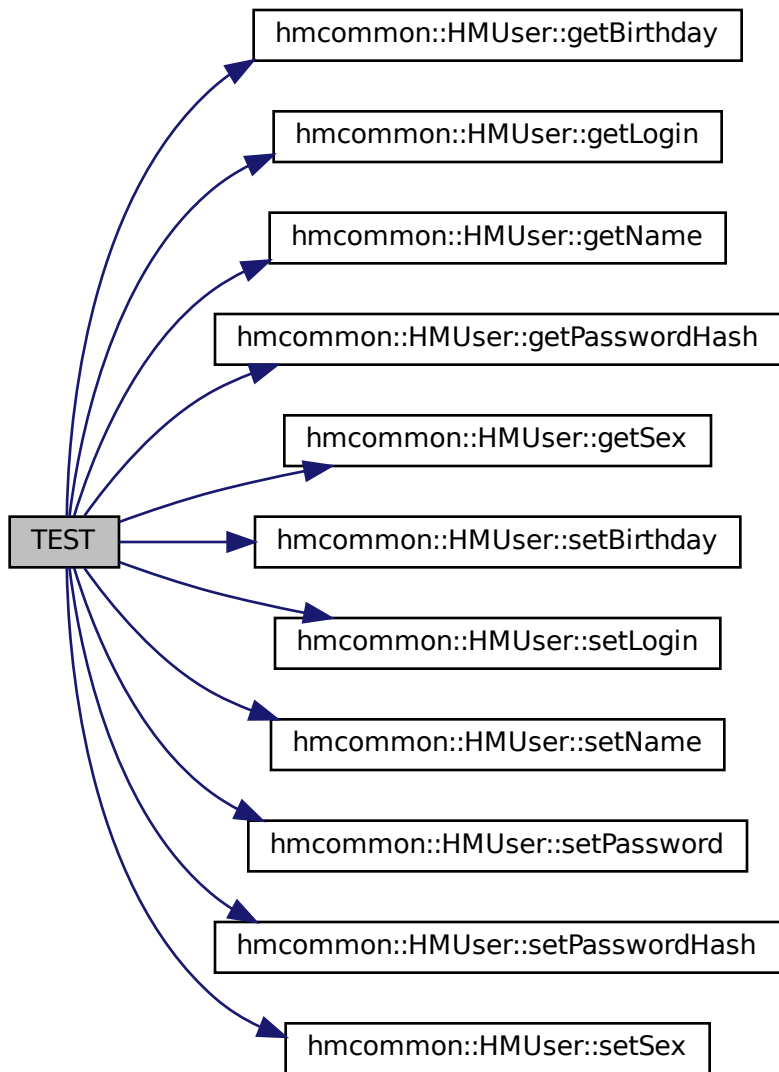 hmcommon::HMUser::getBirthday
hmcommon::HMUser::getLogin
hmcommon::HMUser::getName
hmcommon::HMUser::getPasswordHash
hmcommon::HMUser::getSex
TEST
hmcommon::HMUser::setBirthday
hmcommon::HMUser::setLogin
hmcommon::HMUser::setName
hmcommon::HMUser::setPassword
hmcommon::HMUser::setPasswordHash
hmcommon::HMUser::setSex